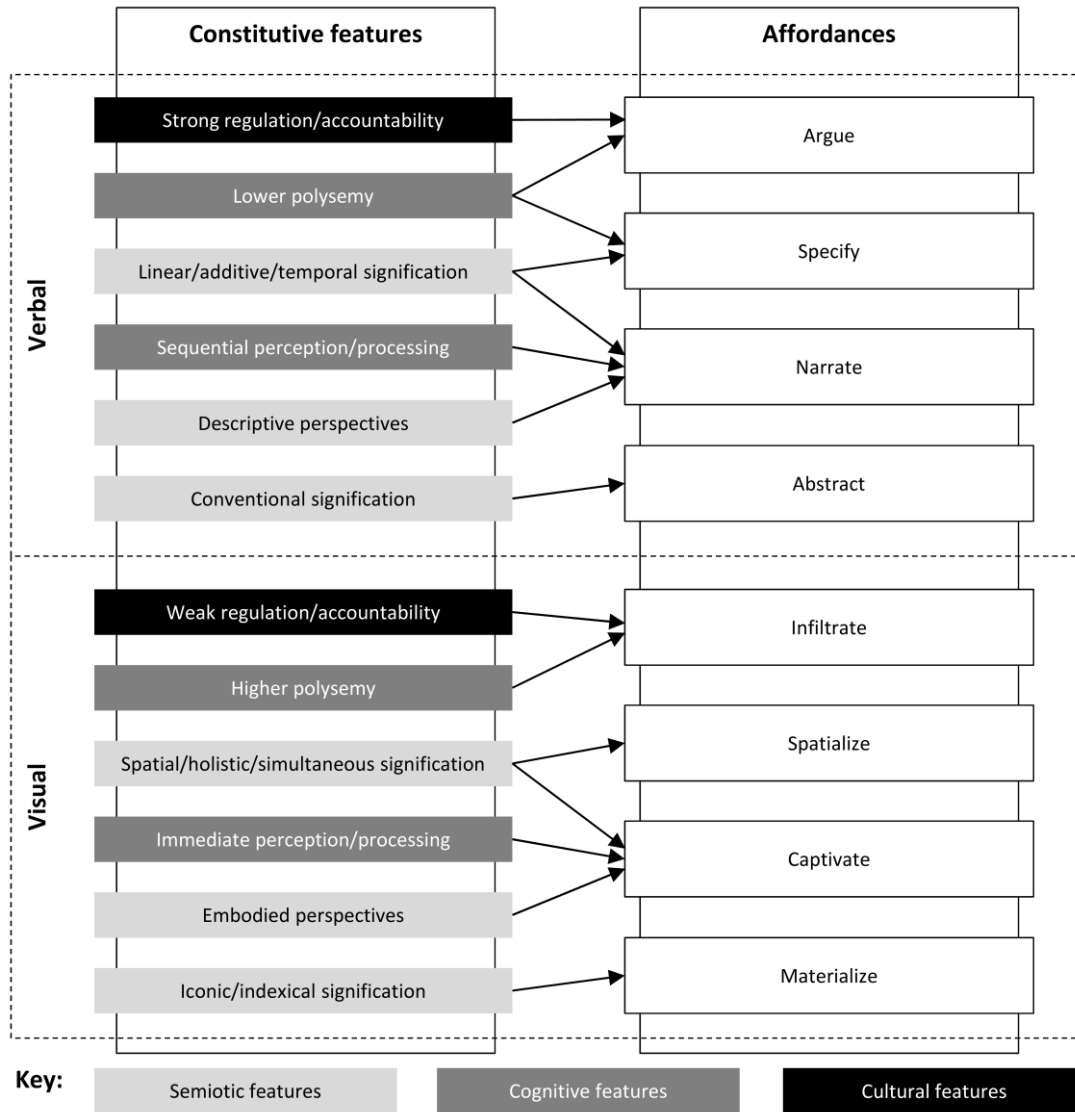 Constitutive features
Affordances
Verbal
Strong regulation/accountability
Lower polysemy
Linear/additive/temporal signification
Sequential perception/processing
Descriptive perspectives
Conventional signification
Argue
Specify
Narrate
Abstract
Visual
Weak regulation/accountability
Higher polysemy
Spatial/holistic/simultaneous signification
Immediate perception/processing
Embodied perspectives
Iconic/indexical signification
Infiltrate
Spatialize
Captivate
Materialize
Key:
Semiotic features
Cognitive features
Cultural features